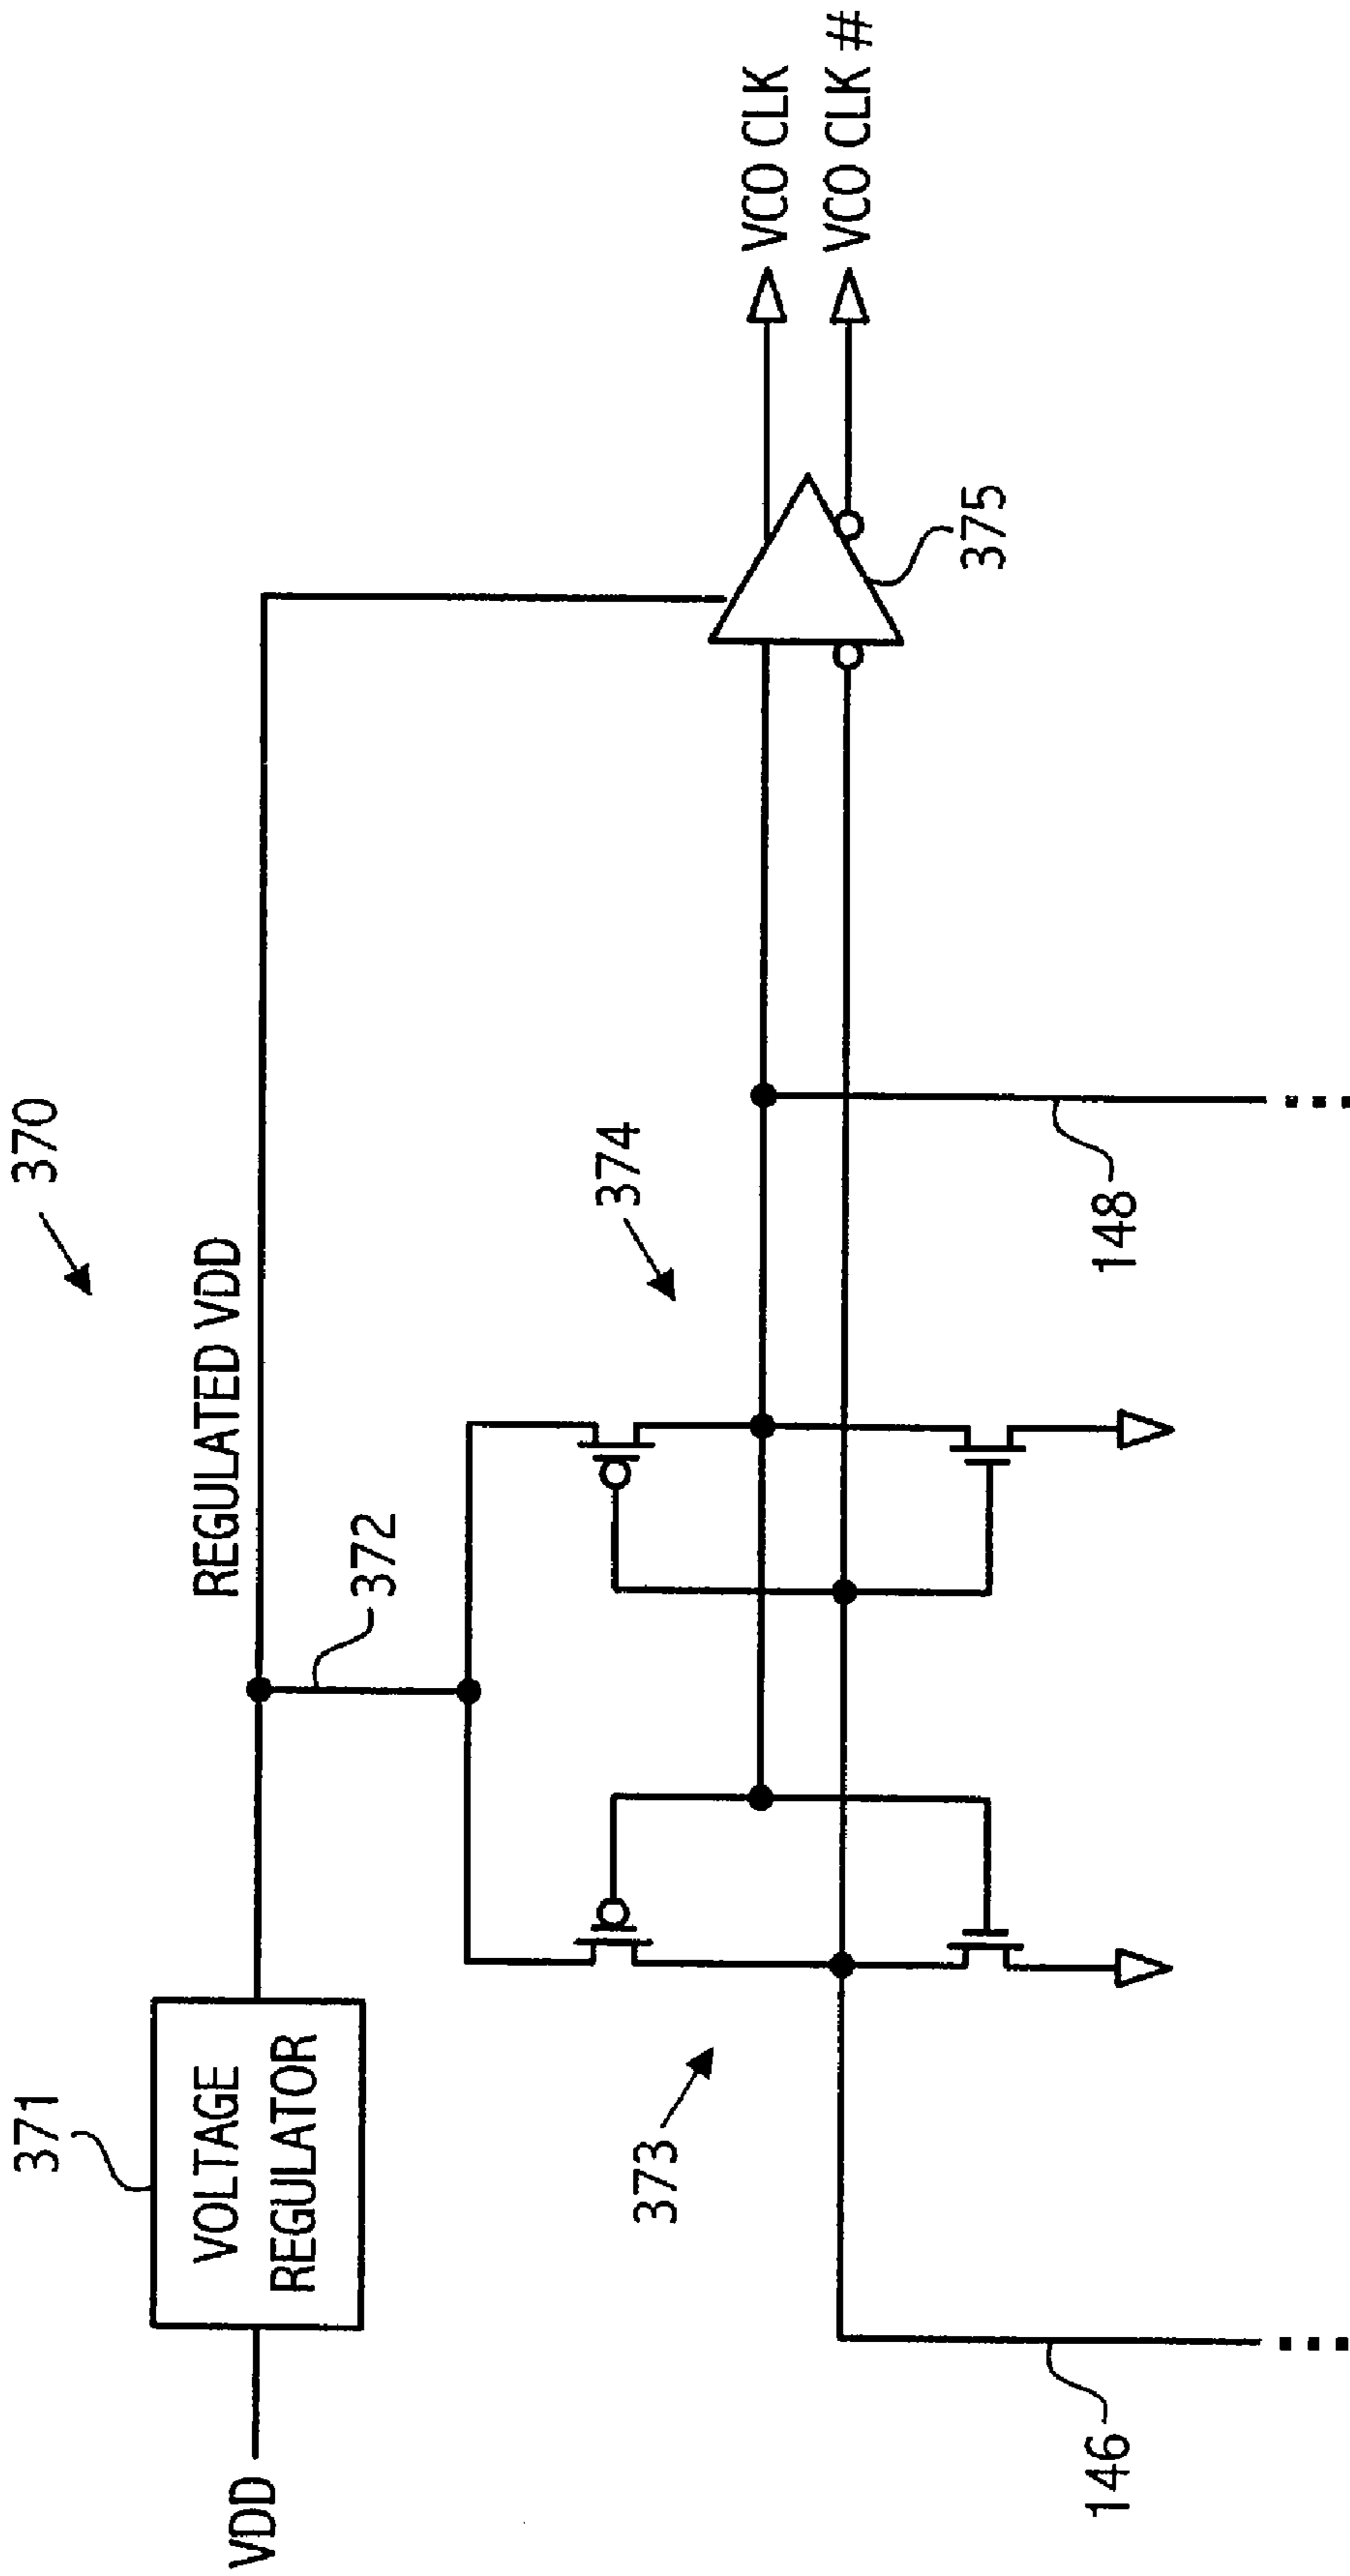 370
371
VOLTAGE
REGULATOR
VDD
REGULATED VDD
372
373
374
VCO CLK
VCO CLK #
375
146
148